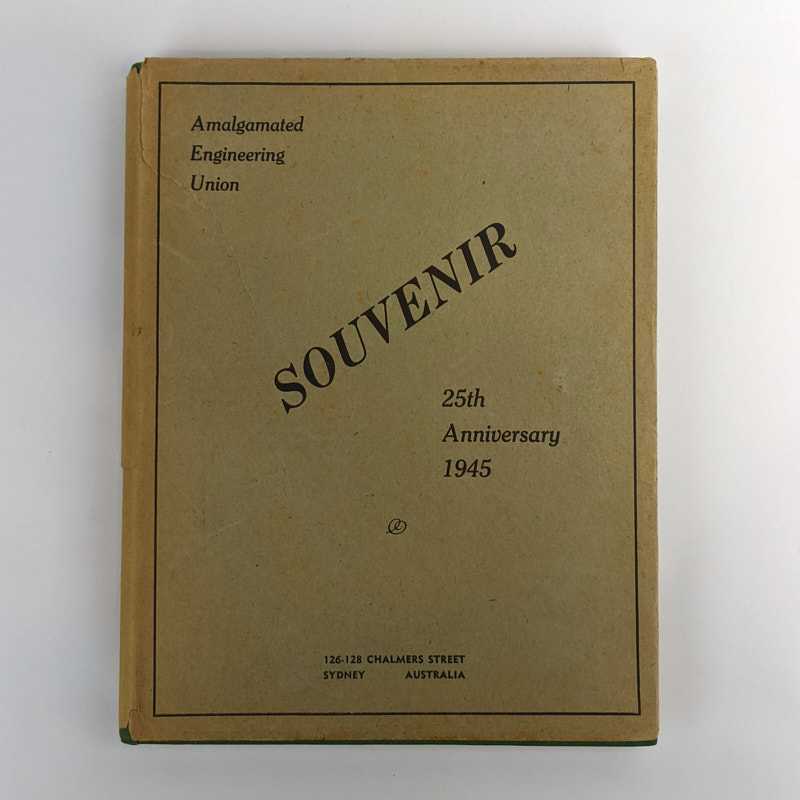 Amalgamated
Engineering
Union
SOUVENIR
25th
Anniversary
1945
126-128 CHALMERS STREET
SYDNEY AUSTRALIA